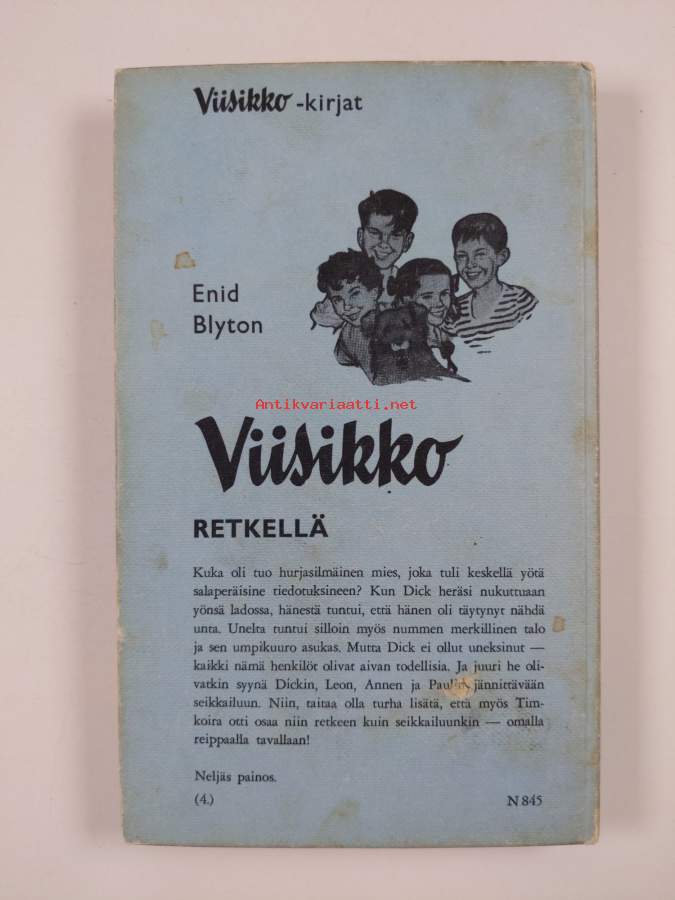 Viisikko -kirjat
Enid
Blyton
Antikvariaatti.net
Viisikko
RETKELLÄ
Kuka oli tuo hurjasilmäinen mies, joka tuli keskellä yötä
salaperäisine tiedotuksineen? Kun Dick heräsi nukuttuaan
yönsä ladossa, hänestä tuntui, että hänen oli täytynyt nähdä
unta. Unelta tuntui silloin myös nummen merkillinen talo
ja sen umpikuuro asukas. Mutta Dick ei ollut uneksinut —
kaikki nämä henkilöt olivat aivan todellisia. Ja juuri he oli-
vatkin syynä Dickin, Leon, Annen ja jännittävään
seikkailuun. Niin, taitaa olla turha lisätä, että myös Tim-
koira otti osaa niin retkeen kuin seikkailuunkin — omalla
reippaalla tavallaan!
Neljäs painos.
(4.) N 845